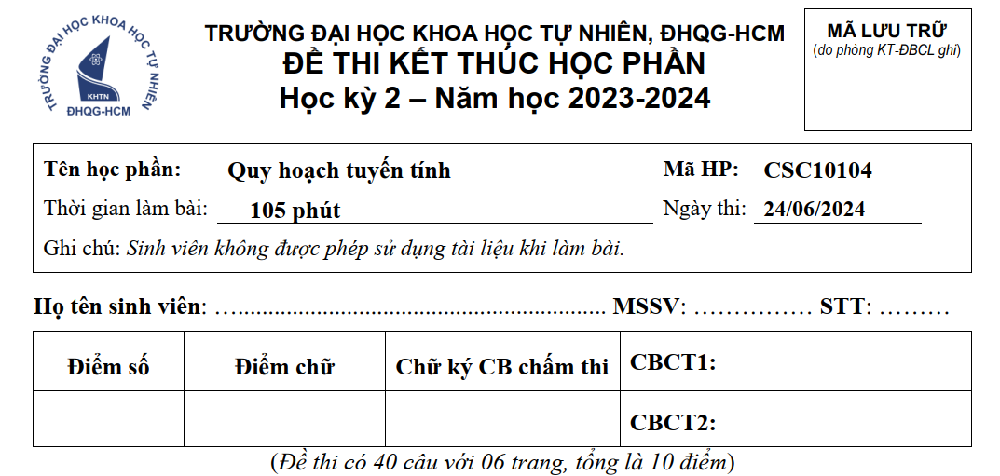 TRƯỜNG ĐẠI HỌC KHOA HỌC TỰ NHIÊN
KHTN
ĐHQG-HCM
TRƯỜNG ĐẠI HỌC KHOA HỌC TỰ NHIÊN, ĐHQG-HCM
ĐỀ THI KẾT THÚC HỌC PHẦN
Học kỳ 2 – Năm học 2023-2024
MÃ LƯU TRỮ
(do phòng KT-ĐBCL ghi)
Tên học phần: Quy hoạch tuyến tính Mã HP: CSC10104
Thời gian làm bài: 105 phút Ngày thi: 24/06/2024
Ghi chú: Sinh viên không được phép sử dụng tài liệu khi làm bài.
Họ tên sinh viên: …............................................................ MSSV: …………… STT: ………
Điểm số Điểm chữ Chữ ký CB chấm thi CBCT1:
CBCT2:
(Đề thi có 40 câu với 06 trang, tổng là 10 điểm)